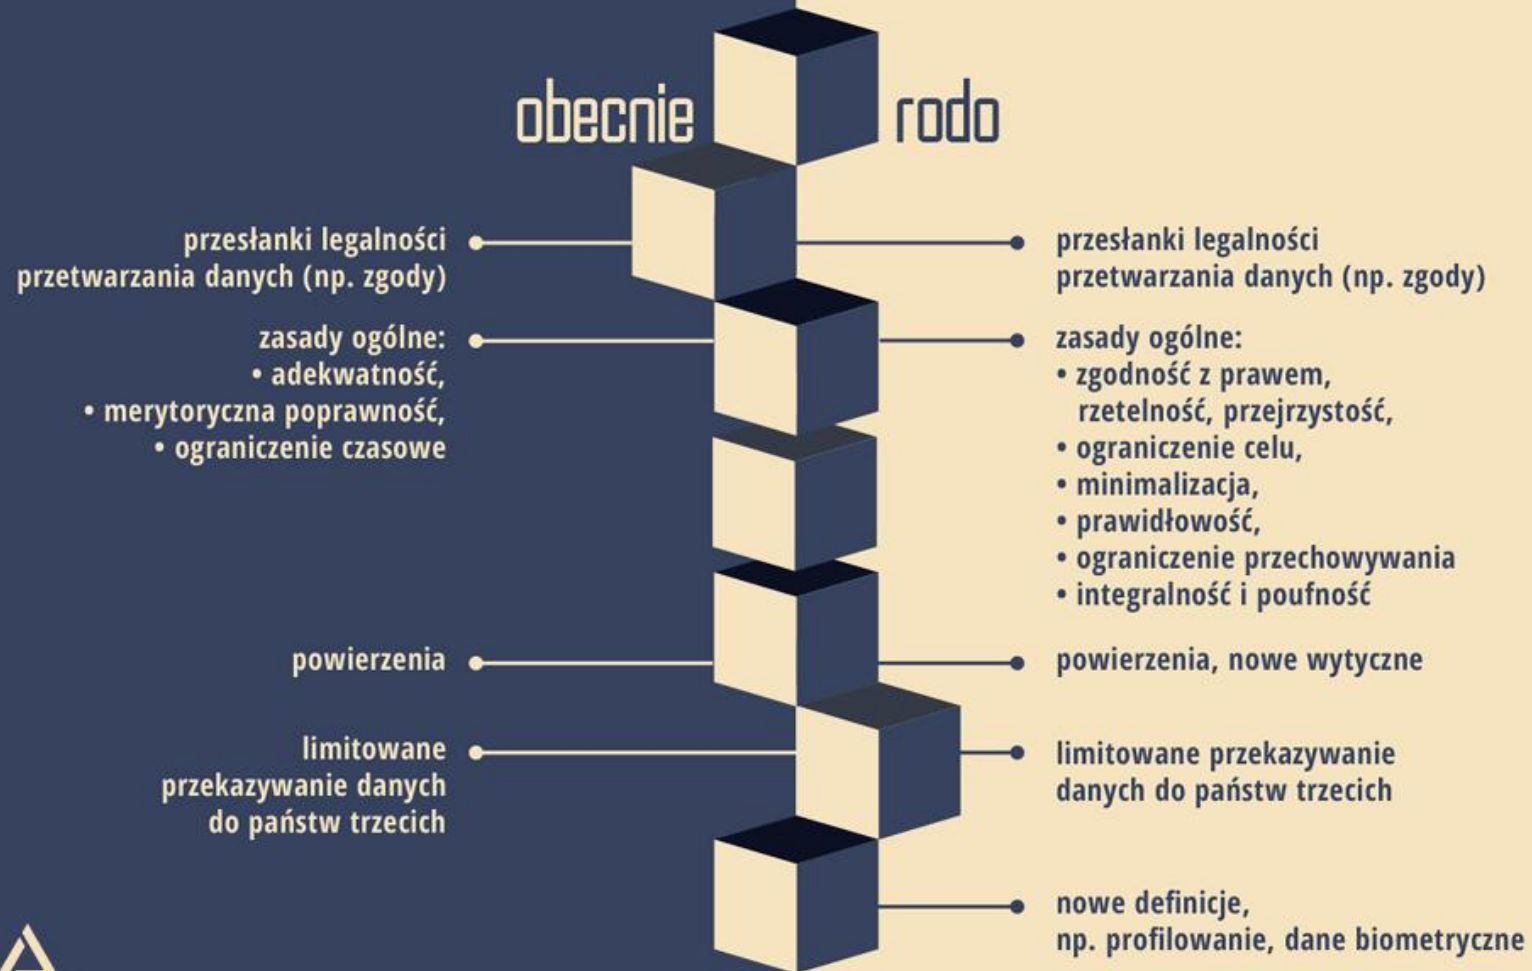 obecnie
rodo
przesłanki legalności
przetwarzania danych (np. zgody)
zasady ogólne:
• adekwatność,
• merytoryczna poprawność,
• ograniczenie czasowe
powierzenia
limitowane
przekazywanie danych
do państw trzecich
przesłanki legalności
przetwarzania danych (np. zgody)
zasady ogólne:
• zgodność z prawem,
rzetelność, przejrzystość,
• ograniczenie celu,
• minimalizacja,
• prawidłowość,
• ograniczenie przechowywania
• integralność i poufność
powierzenia, nowe wytyczne
limitowane przekazywanie
danych do państw trzecich
nowe definicje,
np. profilowanie, dane biometryczne